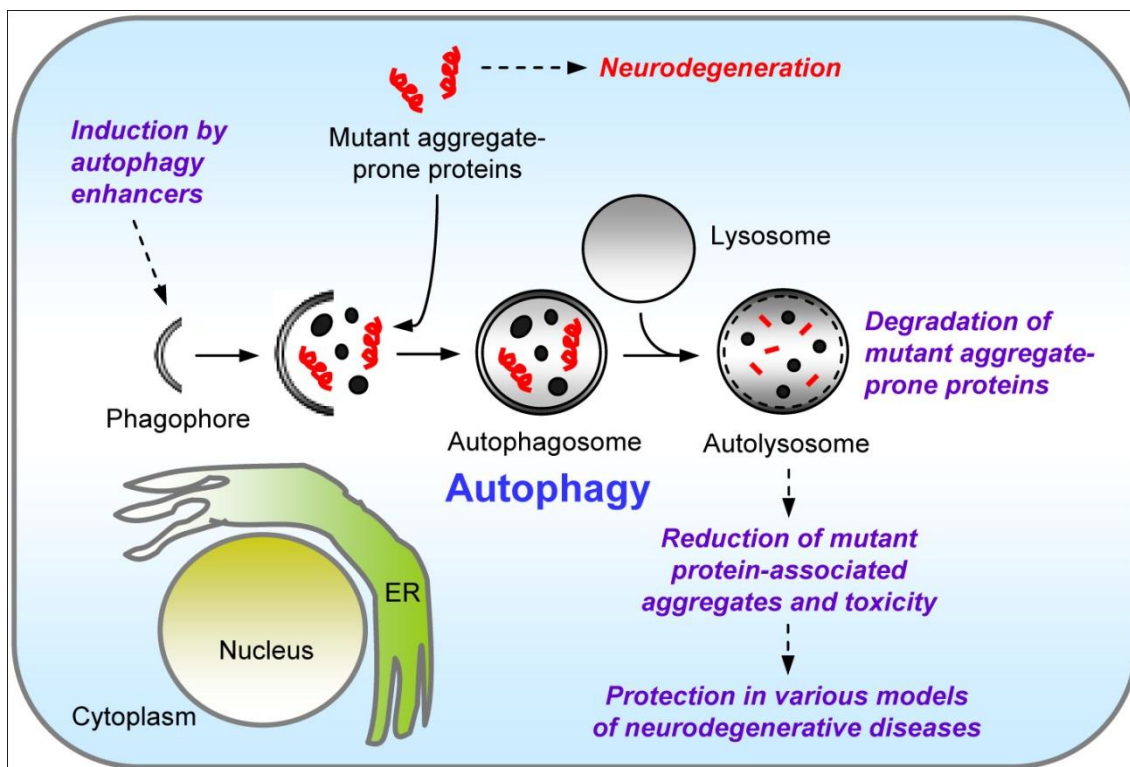 Neurodegeneration
Induction by
autophagy
enhancers
Mutant aggregate-
prone proteins
Lysosome
Degradation of
mutant aggregate-
prone proteins
Phagophore
Autophagosome
Autolysosome
Autophagy
Reduction of mutant
protein-associated
aggregates and toxicity
ER
Nucleus
Cytoplasm
Protection in various models
of neurodegenerative diseases